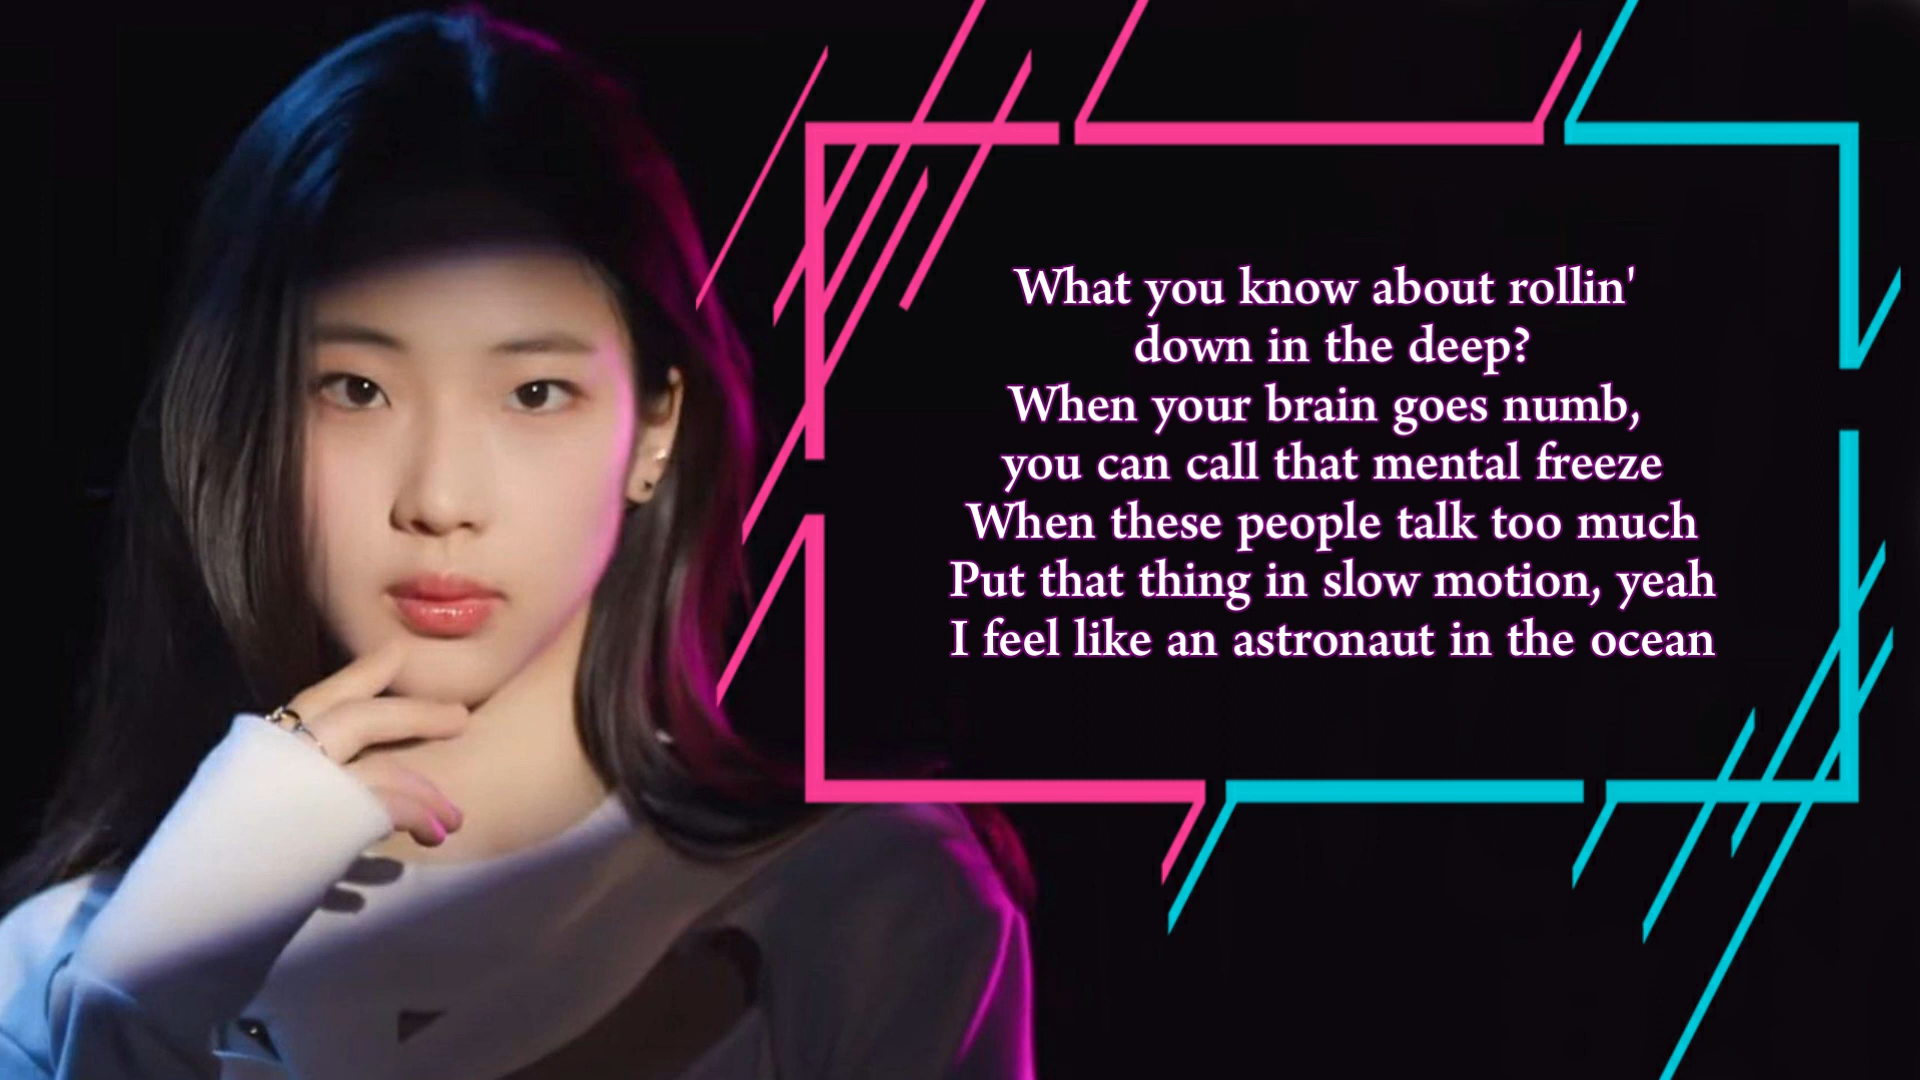 What you know about rollin'
down in the deep?
When your brain goes numb,
you can call that mental freeze
When these people talk too much
Put that thing in slow motion, yeah
I feel like an astronaut in the ocean